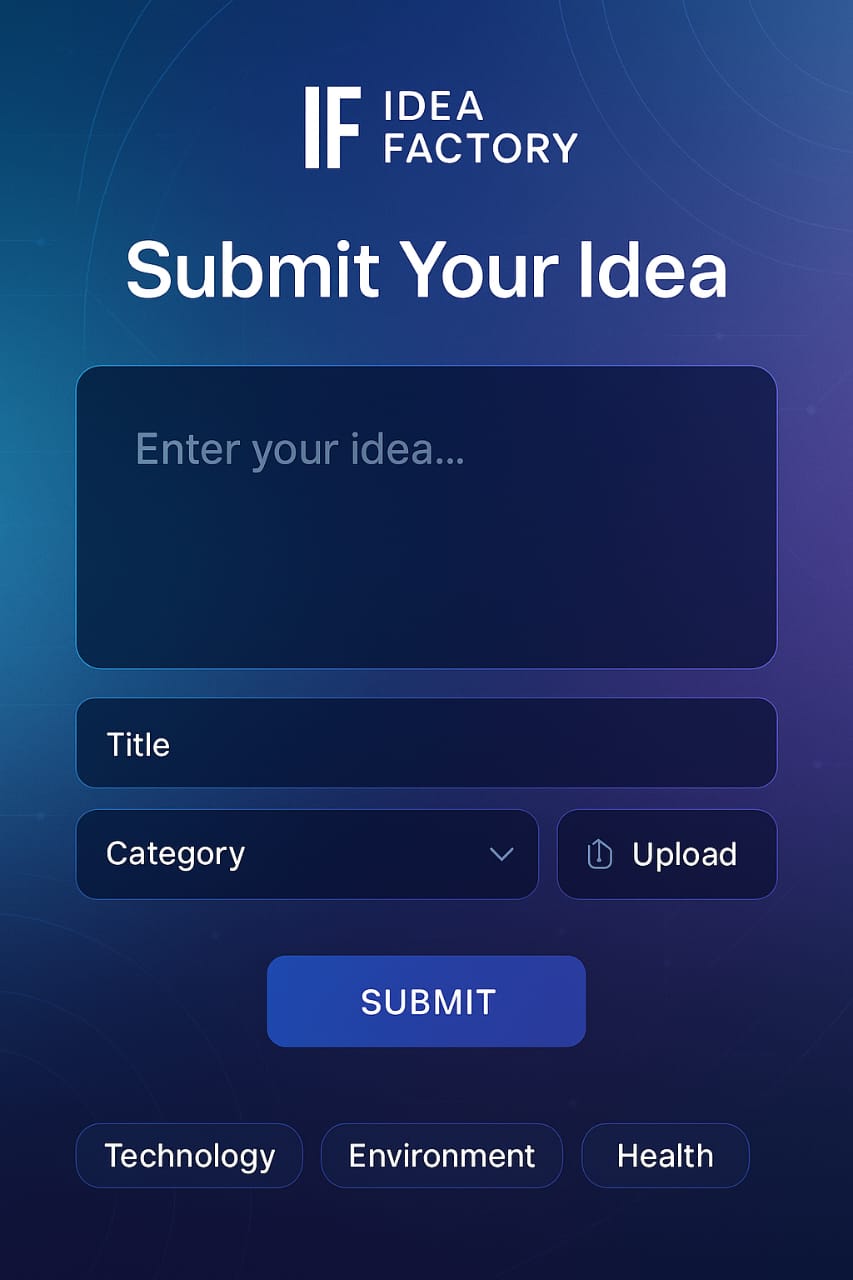 IF
IDEA
FACTORY
Submit Your Idea
Enter your idea...
Title
Category
Upload
SUBMIT
Technology
Environment
Health